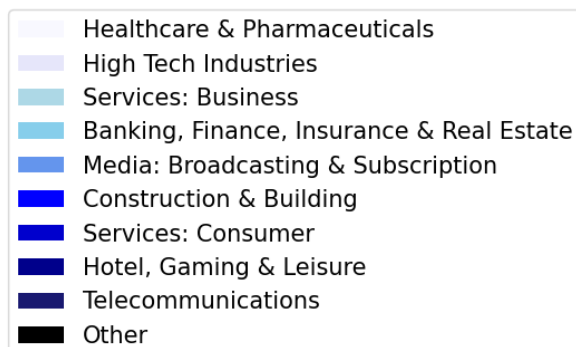 Healthcare & Pharmaceuticals
High Tech Industries
Services: Business
Banking, Finance, Insurance & Real Estate
Media: Broadcasting & Subscription
Construction & Building
Services: Consumer
Hotel, Gaming & Leisure
Telecommunications
Other